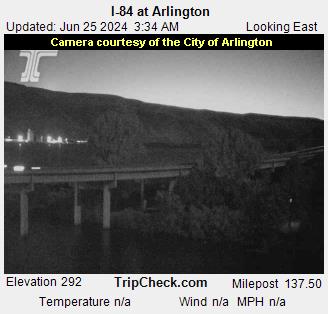 I-84 at Arlington
Updated: Jun 25 2024 3:34 AM Looking East
Camera courtesy of the City of Arlington
Elevation 292 TripCheck.com Milepost 137.50
Temperature n/a Wind n/a MPH n/a